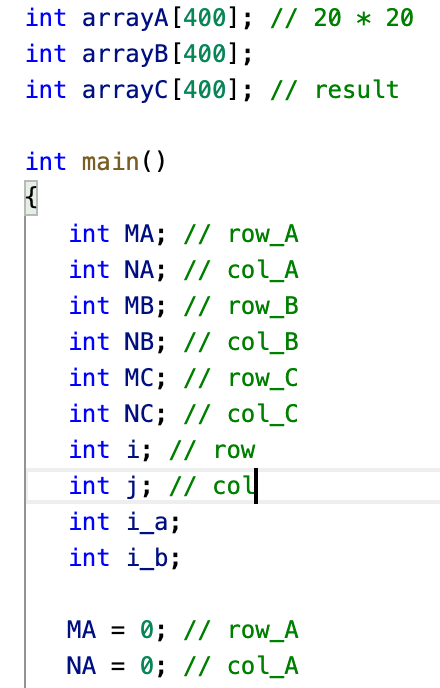 int arrayA[400]; // 20 * 20
int arrayB[400];
int arrayC[400]; // result
int main()
{
int MA; // row_A
int NA; // col_A
int MB; // row_B
int NB; // col_B
int MC; // row_C
int NC; // col_C
int i; // row
int j; // col
int i_a;
int i_b;
MA = 0; // row_A
NA = 0; // col_A